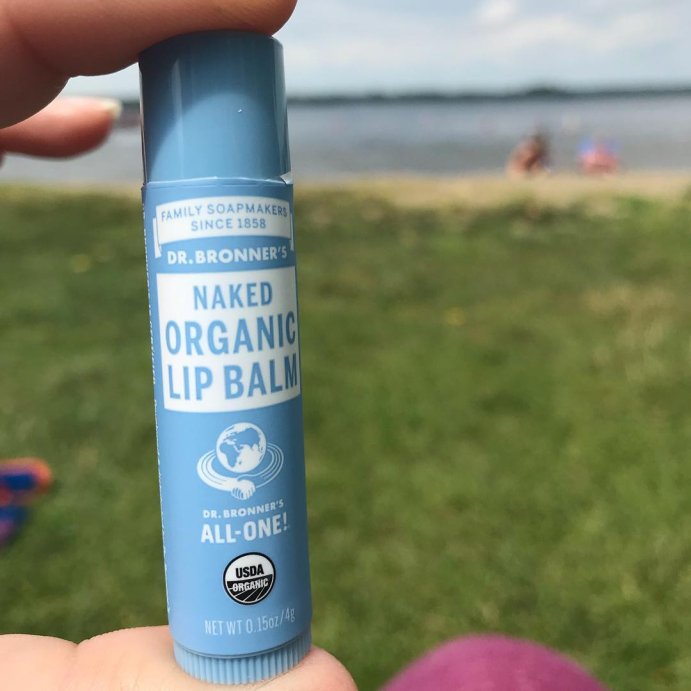 FAMILY SOAPMAKERS
SINCE 1858
DR. BRONNER'S
NAKED
ORGANIC
LIP BALM
DR. BRONNER'S
ALL-ONE!
USDA
ORGANIC
NET WT 0.15oz/4g